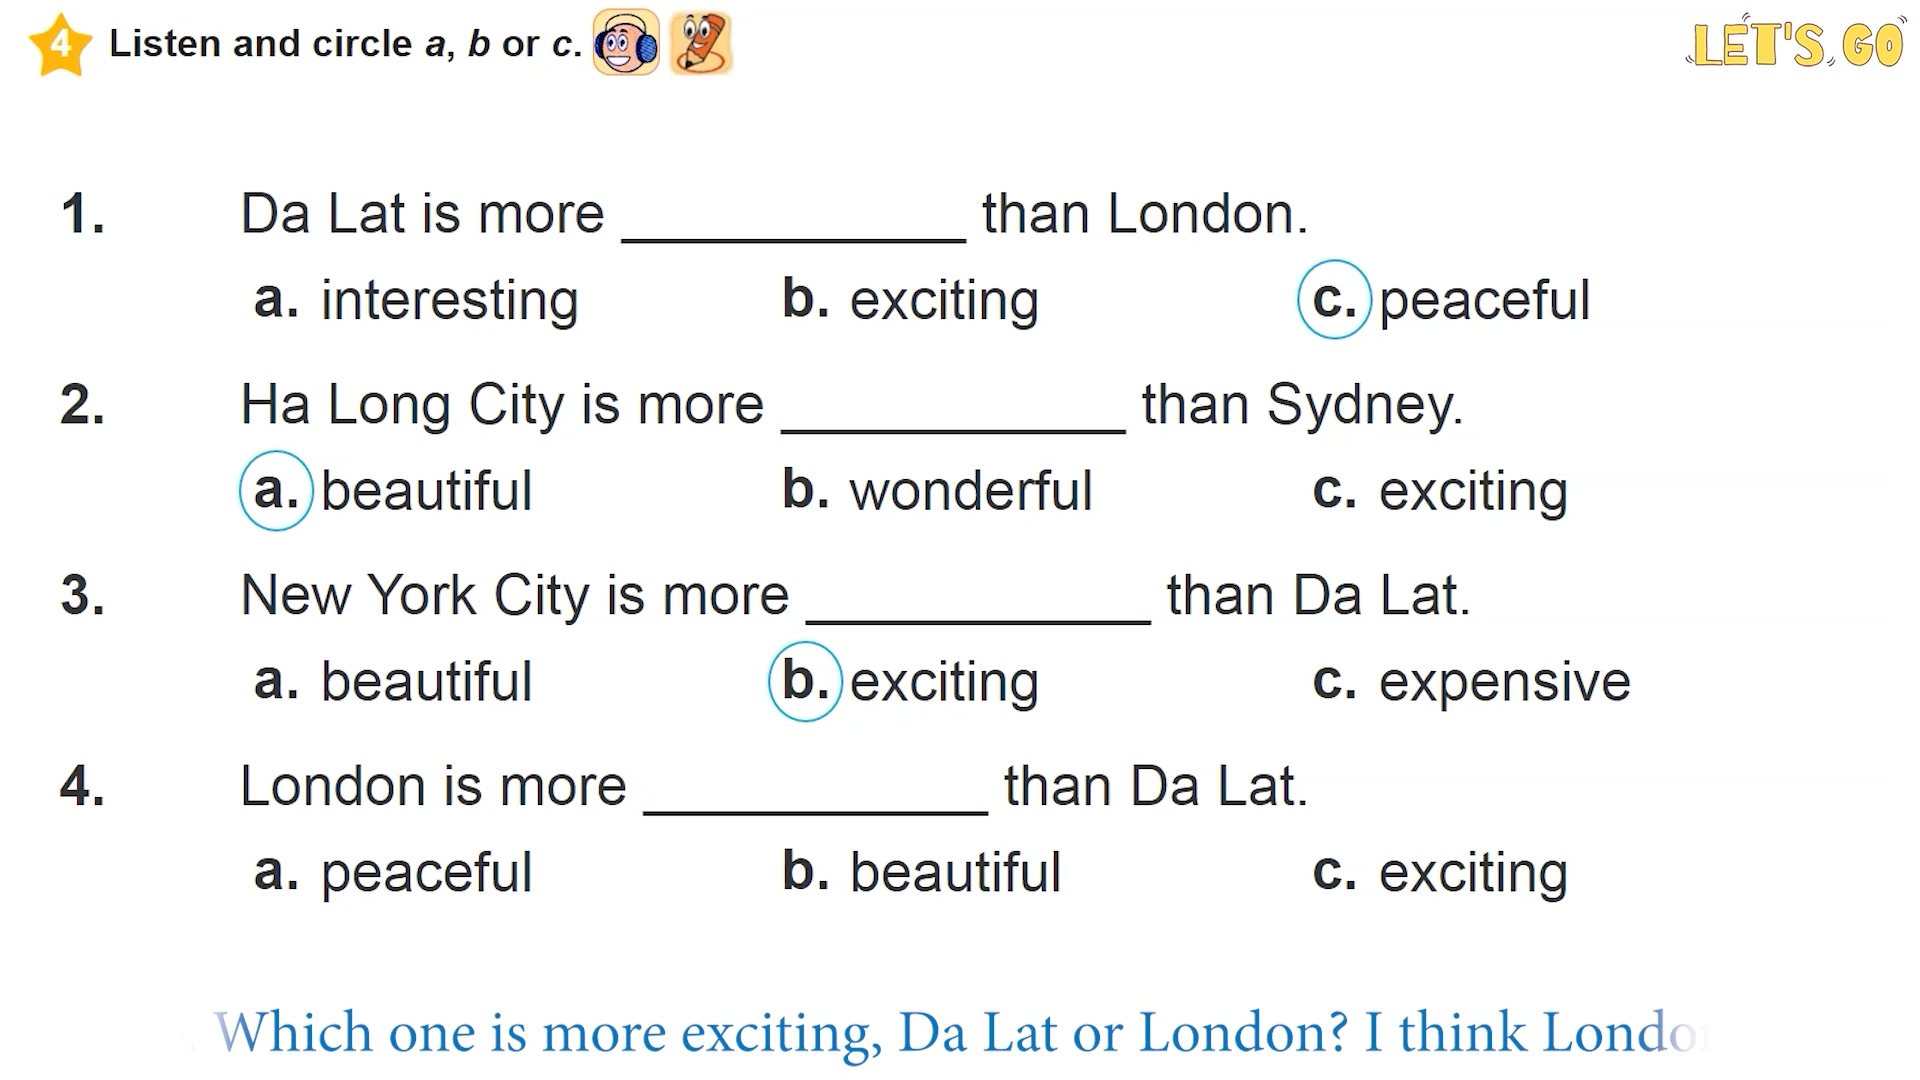 4 Listen and circle a, b or c.
LET'S GO
1. Da Lat is more ____________ than London.
a. interesting b. exciting c. peaceful
2. Ha Long City is more ____________ than Sydney.
a. beautiful b. wonderful c. exciting
3. New York City is more ____________ than Da Lat.
a. beautiful b. exciting c. expensive
4. London is more ____________ than Da Lat.
a. peaceful b. beautiful c. exciting
Which one is more exciting, Da Lat or London? I think Londo